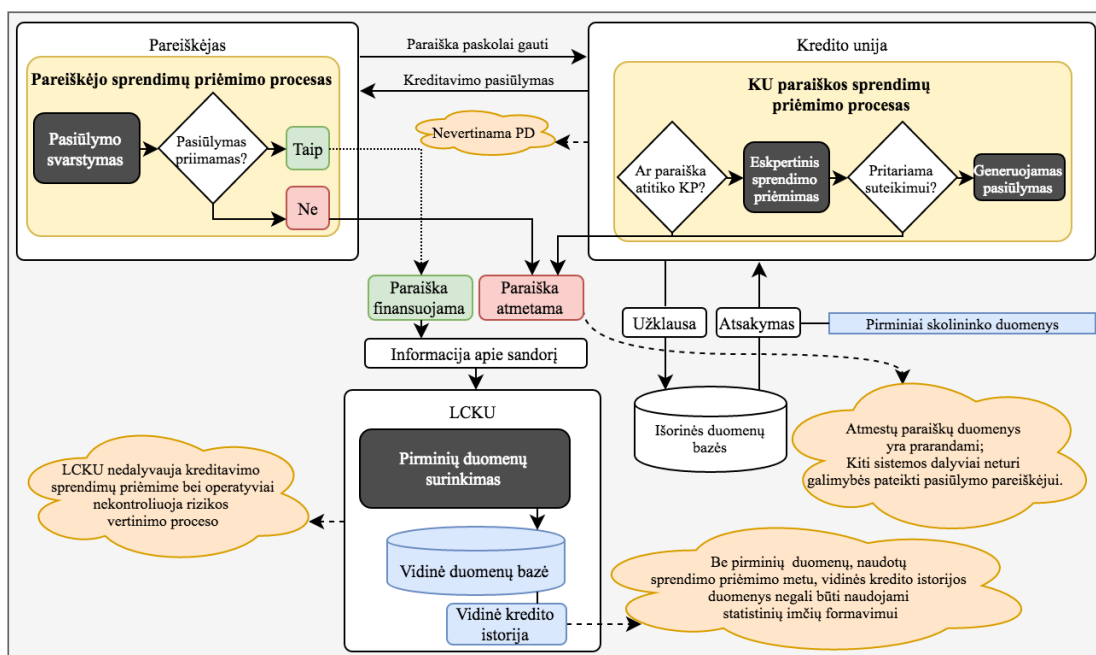 Pareiškėjas
Paraiška paskolai gauti
Kreditavimo pasiūlymas
Kredito unija
Pareiškėjo sprendimų priėmimo procesas
Pasiūlymo
svarstymas
Pasiūlymas
priimamas?
Taip
Ne
Nevertinama PD
KU paraiškos sprendimų
priėmimo procesas
Ar paraiška
atitiko KP?
Eskpertinis
sprendimo
priėmimas
Pritariama
suteikimui?
Generuojamas
pasiūlymas
Paraiška
finansuojama
Paraiška
atmetama
Užklausa
Atsakymas
Pirminiai skolininko duomenys
Informacija apie sandorį
LCKU
Pirminių duomenų
surinkimas
Vidinė duomenų bazė
Vidinė kredito
istorija
Išorinės duomenų
bazės
Atmestų paraiškų duomenys
yra prarandami;
Kiti sistemos dalyviai neturi
galimybės pateikti pasiūlymo pareiškėjui.
LCKU nedalyvauja kreditavimo
sprendimų priėmime bei operatyviai
nekontroliuoja rizikos
vertinimo proceso
Be pirminių duomenų, naudotų
sprendimo priėmimo metu, vidinės kredito istorijos
duomenys negali būti naudojami
statistinių imčių formavimui